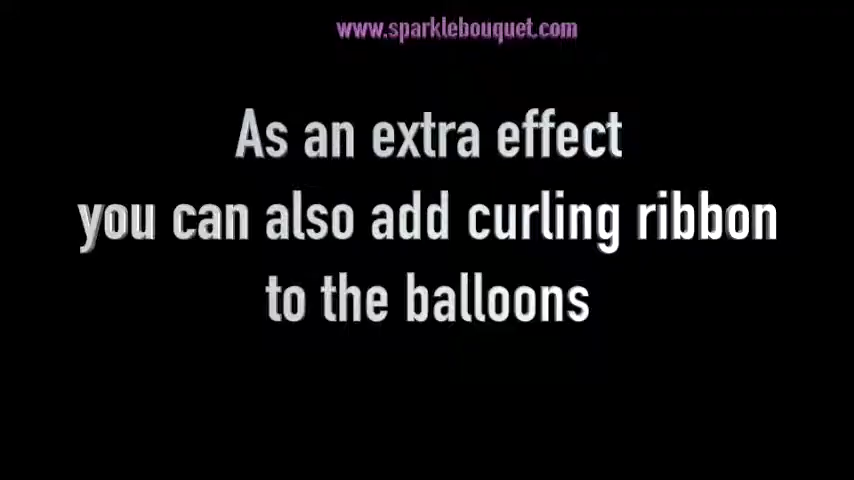 www.sparklebouquet.com
As an extra effect
you can also add curling ribbon
to the balloons